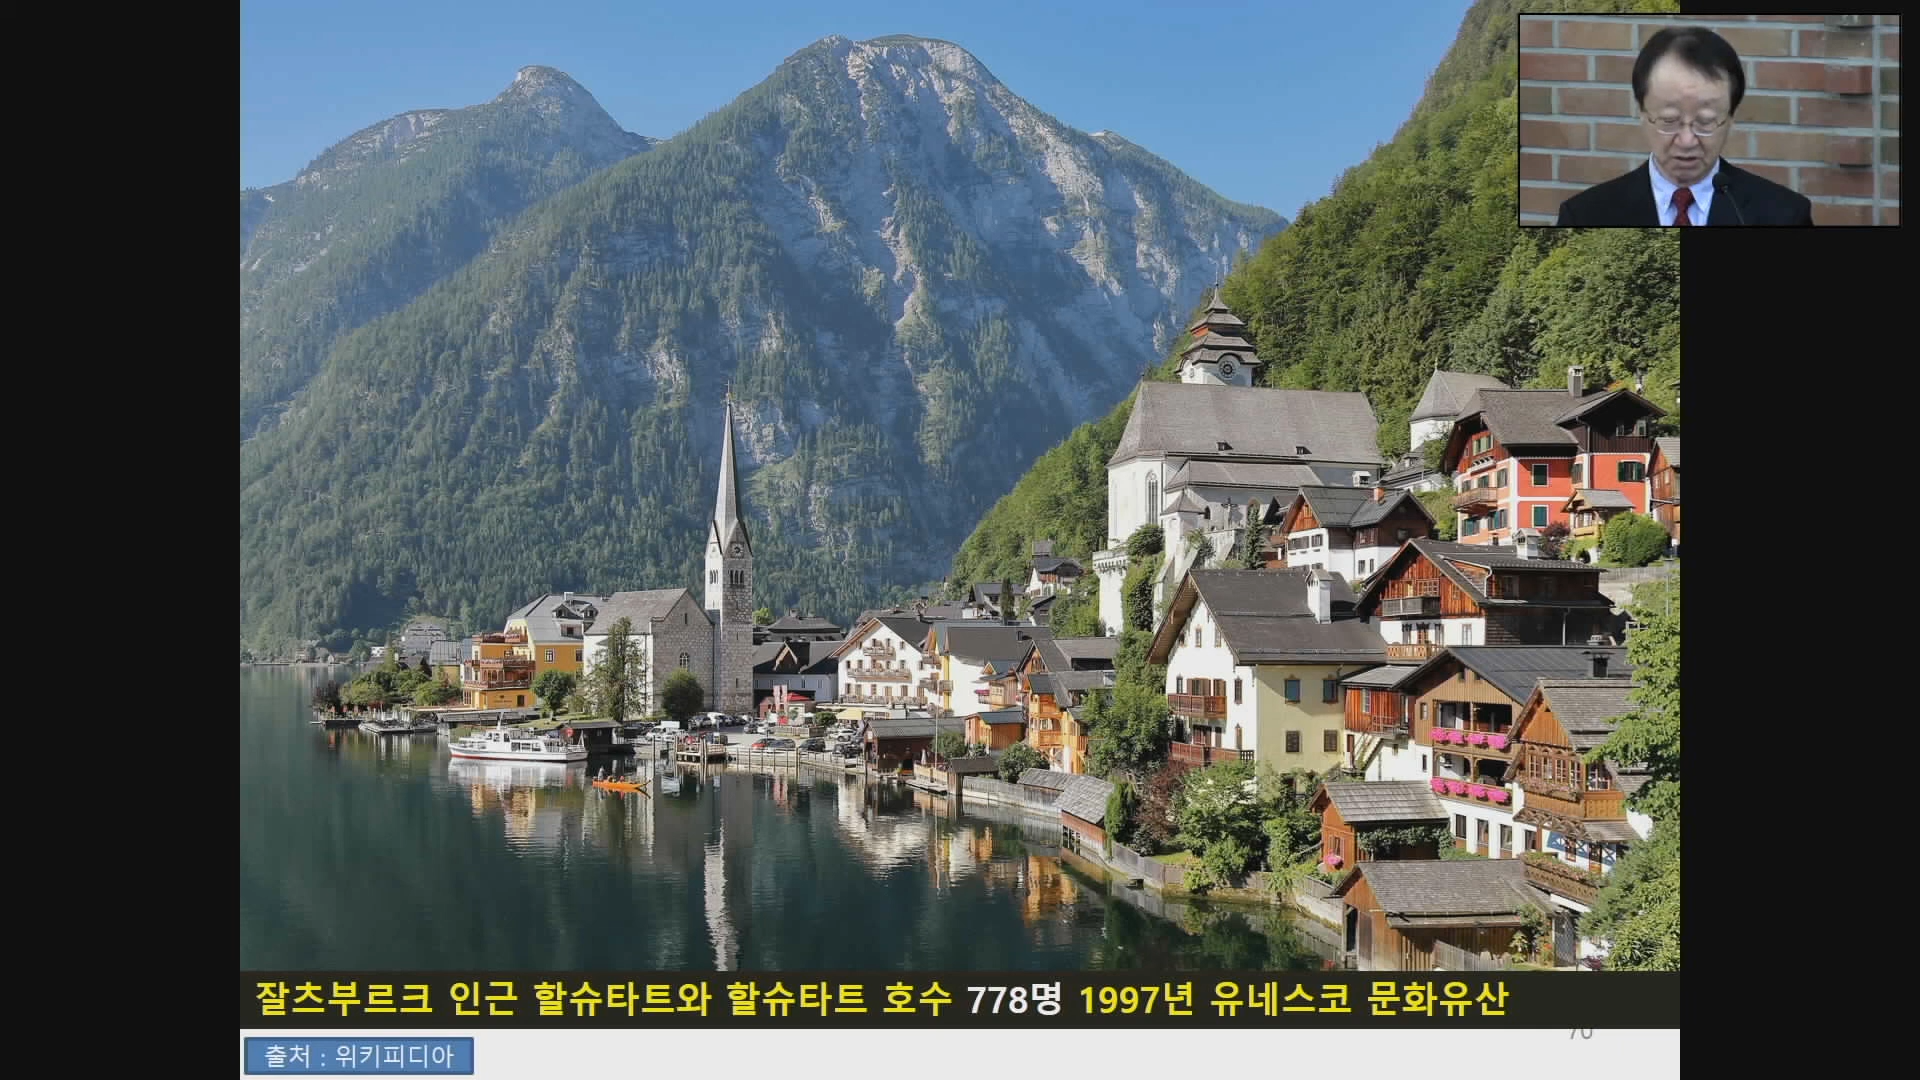 잘츠부르크 인근 할슈타트와 할슈타트 호수 778명 1997년 유네스코 문화유산
70
출처 : 위키피디아